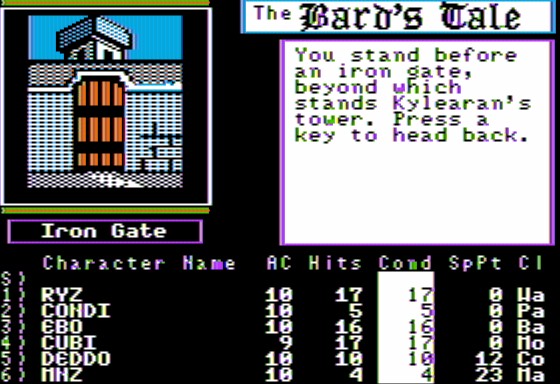 The Bard's Tale
You stand before
an iron gate,
beyond which
stands Kylearan's
tower. Press a
key to head back.
Iron Gate
Character Name AC Hits Cond SpPt Cl
S)
1) RYZ 10 17 17 0 Wa
2) CONDI 10 5 5 0 Pa
3) EBO 10 16 16 0 Ba
4) CUBI 9 17 17 0 Mo
5) DEDDO 10 10 10 12 Co
6) MNZ 10 4 4 23 Ma